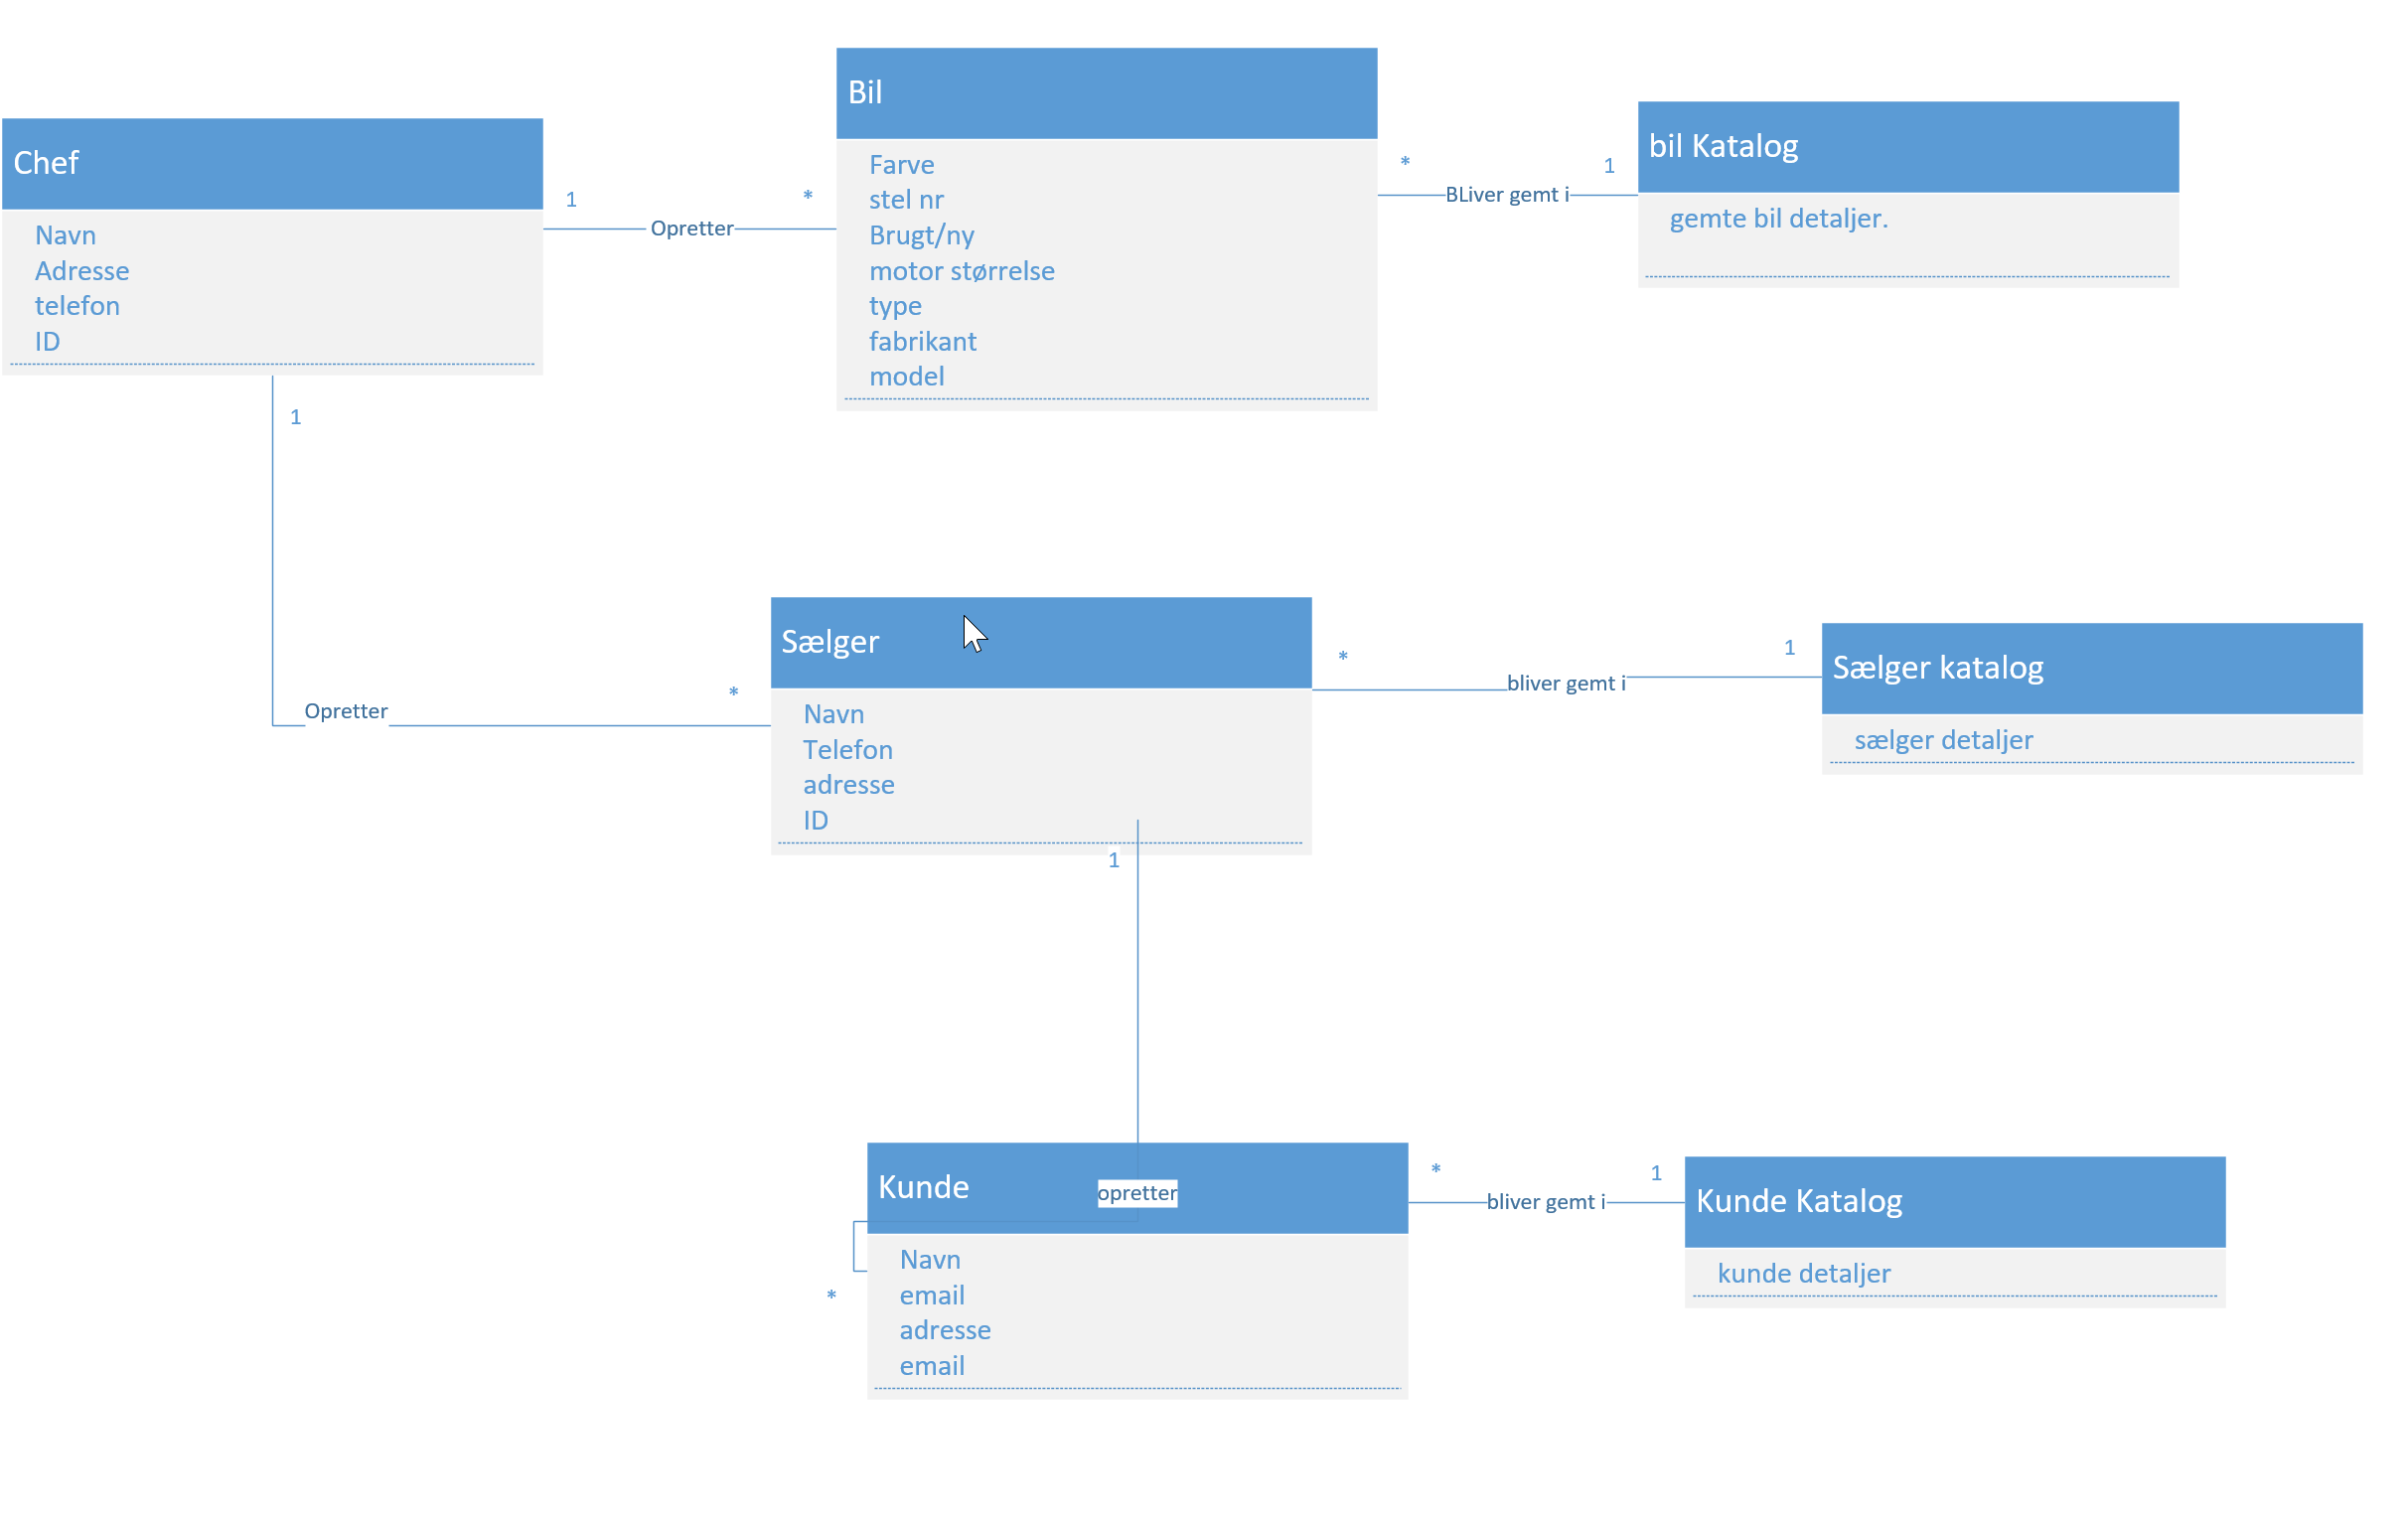 Chef
Navn
Adresse
telefon
ID
1
Opretter
*
Bil
Farve
stel nr
Brugt/ny
motor størrelse
type
fabrikant
model
*
BLiver gemt i
1
bil Katalog
gemte bil detaljer.
1
Opretter
*
Sælger
Navn
Telefon
adresse
ID
*
bliver gemt i
1
Sælger katalog
sælger detaljer
1
opretter
*
Kunde
Navn
email
adresse
email
*
bliver gemt i
1
Kunde Katalog
kunde detaljer